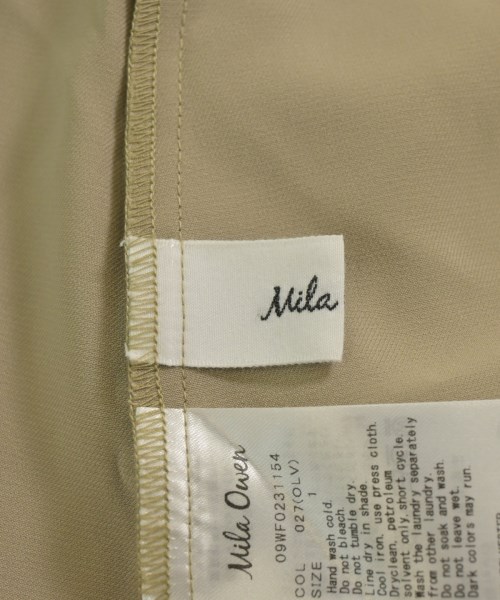 Mila
Mila Owen
09WF0231154
COL 027(OLV)
SIZE 1
Hand wash cold.
Do not bleach.
Do not tumble dry.
Line dry in shade.
Cool iron, use press cloth.
Dryclean, petroleum
solvent only,short cycle.
Wash the laundry separately
from other laundry.
Do not soak and wash.
Do not leave wet.
Dark colors may run.